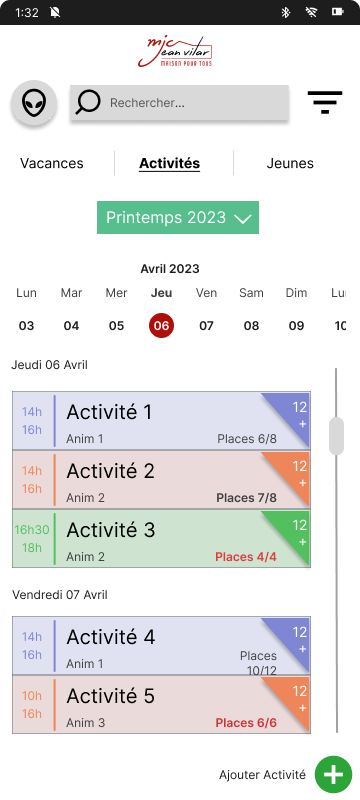 1:32
mjc
Jean vilar
MAISON POUR TOUS
Rechercher...
Vacances
Activités
Jeunes
Printemps 2023
Avril 2023
Lun Mar Mer Jeu Ven Sam Dim Lu
03 04 05 06 07 08 09 10
Jeudi 06 Avril
14h
16h
Activité 1
Anim 1
Places 6/8
12
+
14h
16h
Activité 2
Anim 2
Places 7/8
12
+
16h30
18h
Activité 3
Anim 2
Places 4/4
12
+
Vendredi 07 Avril
14h
16h
Activité 4
Anim 1
Places
10/12
12
+
10h
16h
Activité 5
Anim 3
Places 6/6
12
+
Ajouter Activité